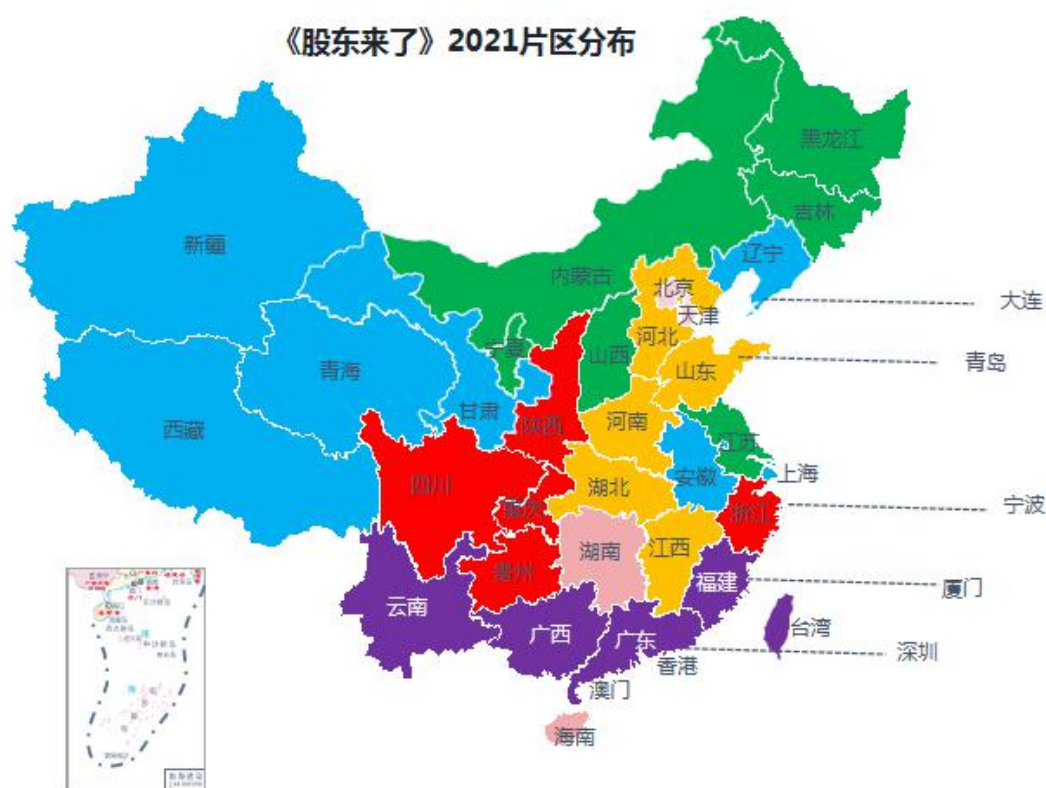 《股东来了》2021片区分布
黑龙江
吉林
新疆
辽宁
内蒙古
北京
大连
天津
河北
宁夏
山西
青岛
青海
山东
甘肃
河南
陕西
西藏
江苏
上海
四川
安徽
湖北
宁波
重庆
浙江
湖南
江西
贵州
福建
厦门
云南
台湾
广西
广东
深圳
香港
澳门
海南